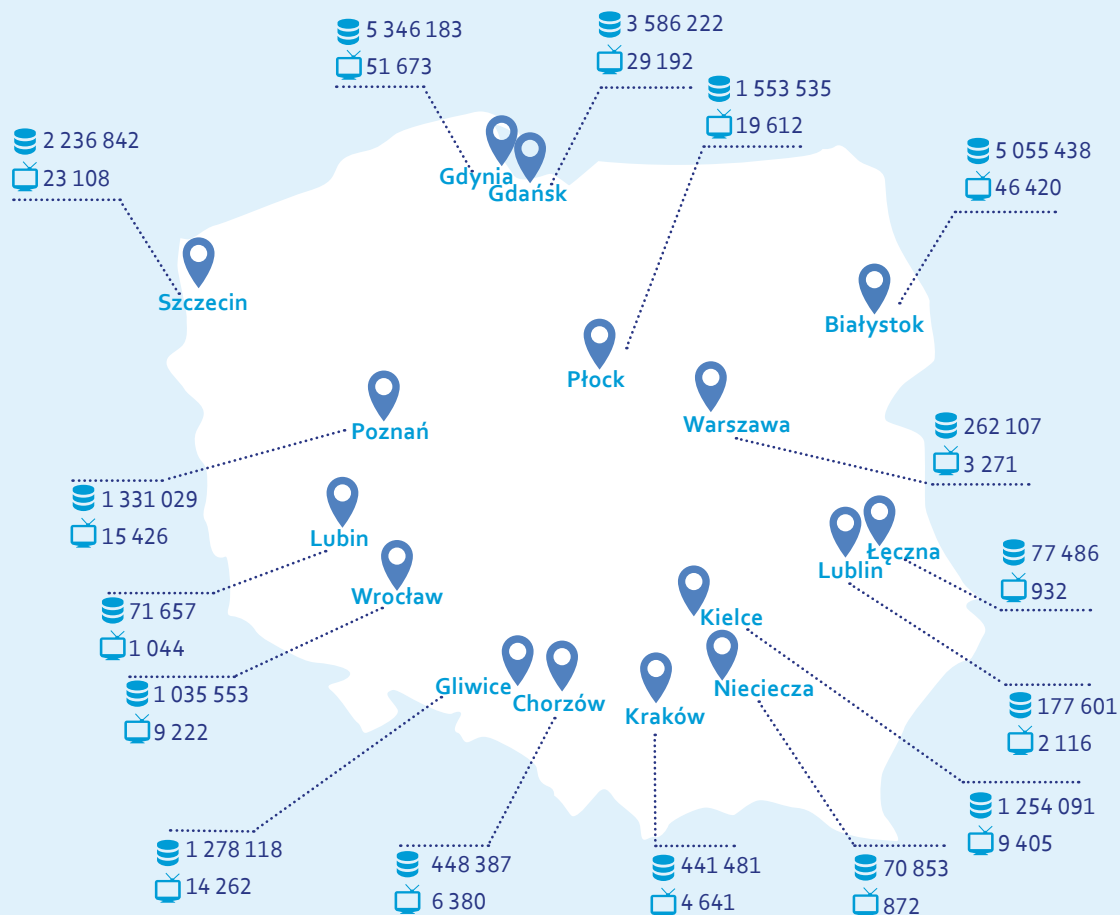 5 346 183
51 673
3 586 222
29 192
1 553 535
19 612
2 236 842
23 108
5 055 438
46 420
Gdynia
Gdańsk
Szczecin
Białystok
Płock
Warszawa
Poznań
262 107
3 271
1 331 029
15 426
Lubin
Łęczna
Lublin
77 486
932
Wrocław
71 657
1 044
Kielce
Gliwice
Chorzów
Kraków
Nieciecza
1 035 553
9 222
177 601
2 116
1 254 091
9 405
1 278 118
14 262
448 387
6 380
441 481
4 641
70 853
872